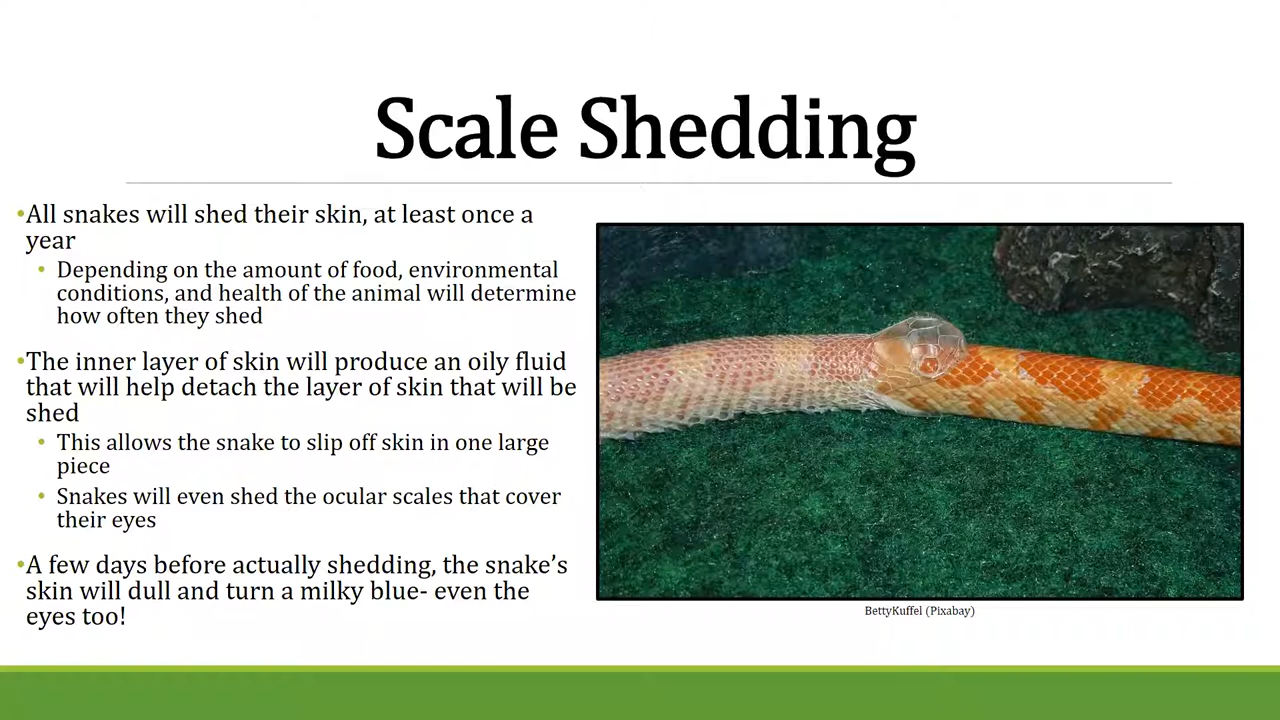 Scale Shedding
•All snakes will shed their skin, at least once a
year
• Depending on the amount of food, environmental
conditions, and health of the animal will determine
how often they shed
•The inner layer of skin will produce an oily fluid
that will help detach the layer of skin that will be
shed
• This allows the snake to slip off skin in one large
piece
• Snakes will even shed the ocular scales that cover
their eyes
•A few days before actually shedding, the snake’s
skin will dull and turn a milky blue- even the
eyes too!
BettyKuffel (Pixabay)